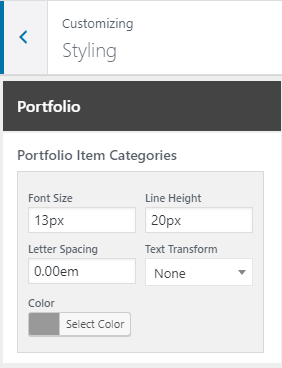 Customizing
Styling
Portfolio
Portfolio Item Categories
Font Size Line Height
13px 20px
Letter Spacing Text Transform
0.00em None
Color
Select Color